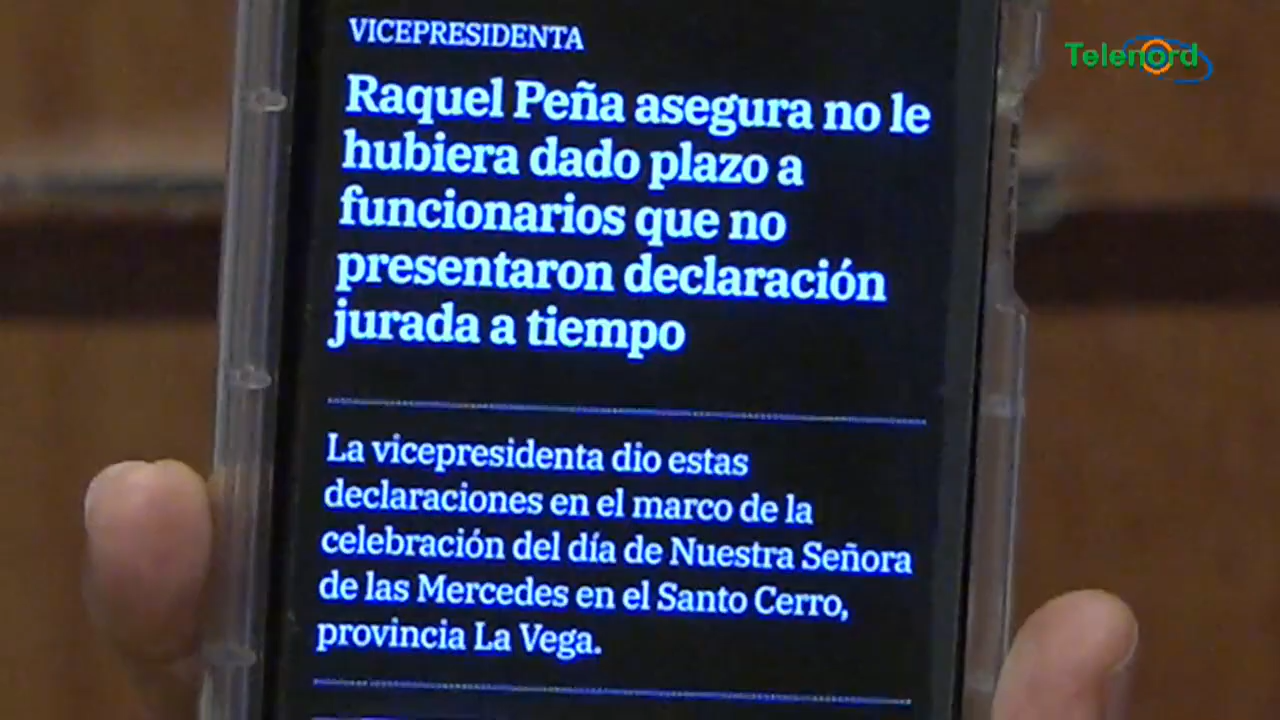 VICEPRESIDENTA
Telenord
Raquel Peña asegura no le
hubiera dado plazo a
funcionarios que no
presentaron declaración
jurada a tiempo
La vicepresidenta dio estas
declaraciones en el marco de la
celebración del día de Nuestra Señora
de las Mercedes en el Santo Cerro,
provincia La Vega.